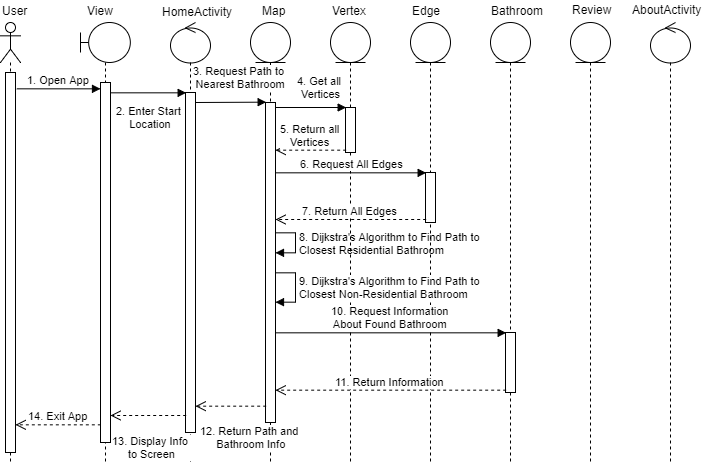 User
View
HomeActivity
Map
Vertex
Edge
Bathroom
Review
AboutActivity
1. Open App
2. Enter Start
Location
3. Request Path to
Nearest Bathroom
4. Get all
Vertices
5. Return all
Vertices
6. Request All Edges
7. Return All Edges
8. Dijkstra's Algorithm to Find Path to
Closest Residential Bathroom
9. Dijkstra's Algorithm to Find Path to
Closest Non-Residential Bathroom
10. Request Information
About Found Bathroom
11. Return Information
12. Return Path and
Bathroom Info
13. Display Info
to Screen
14. Exit App